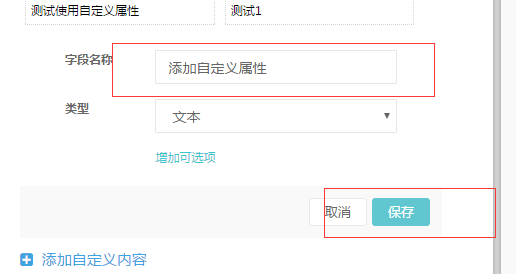 测试使用自定义属性 测试1
字段名称 添加自定义属性
类型 文本
增加可选项
取消 保存
添加自定义内容